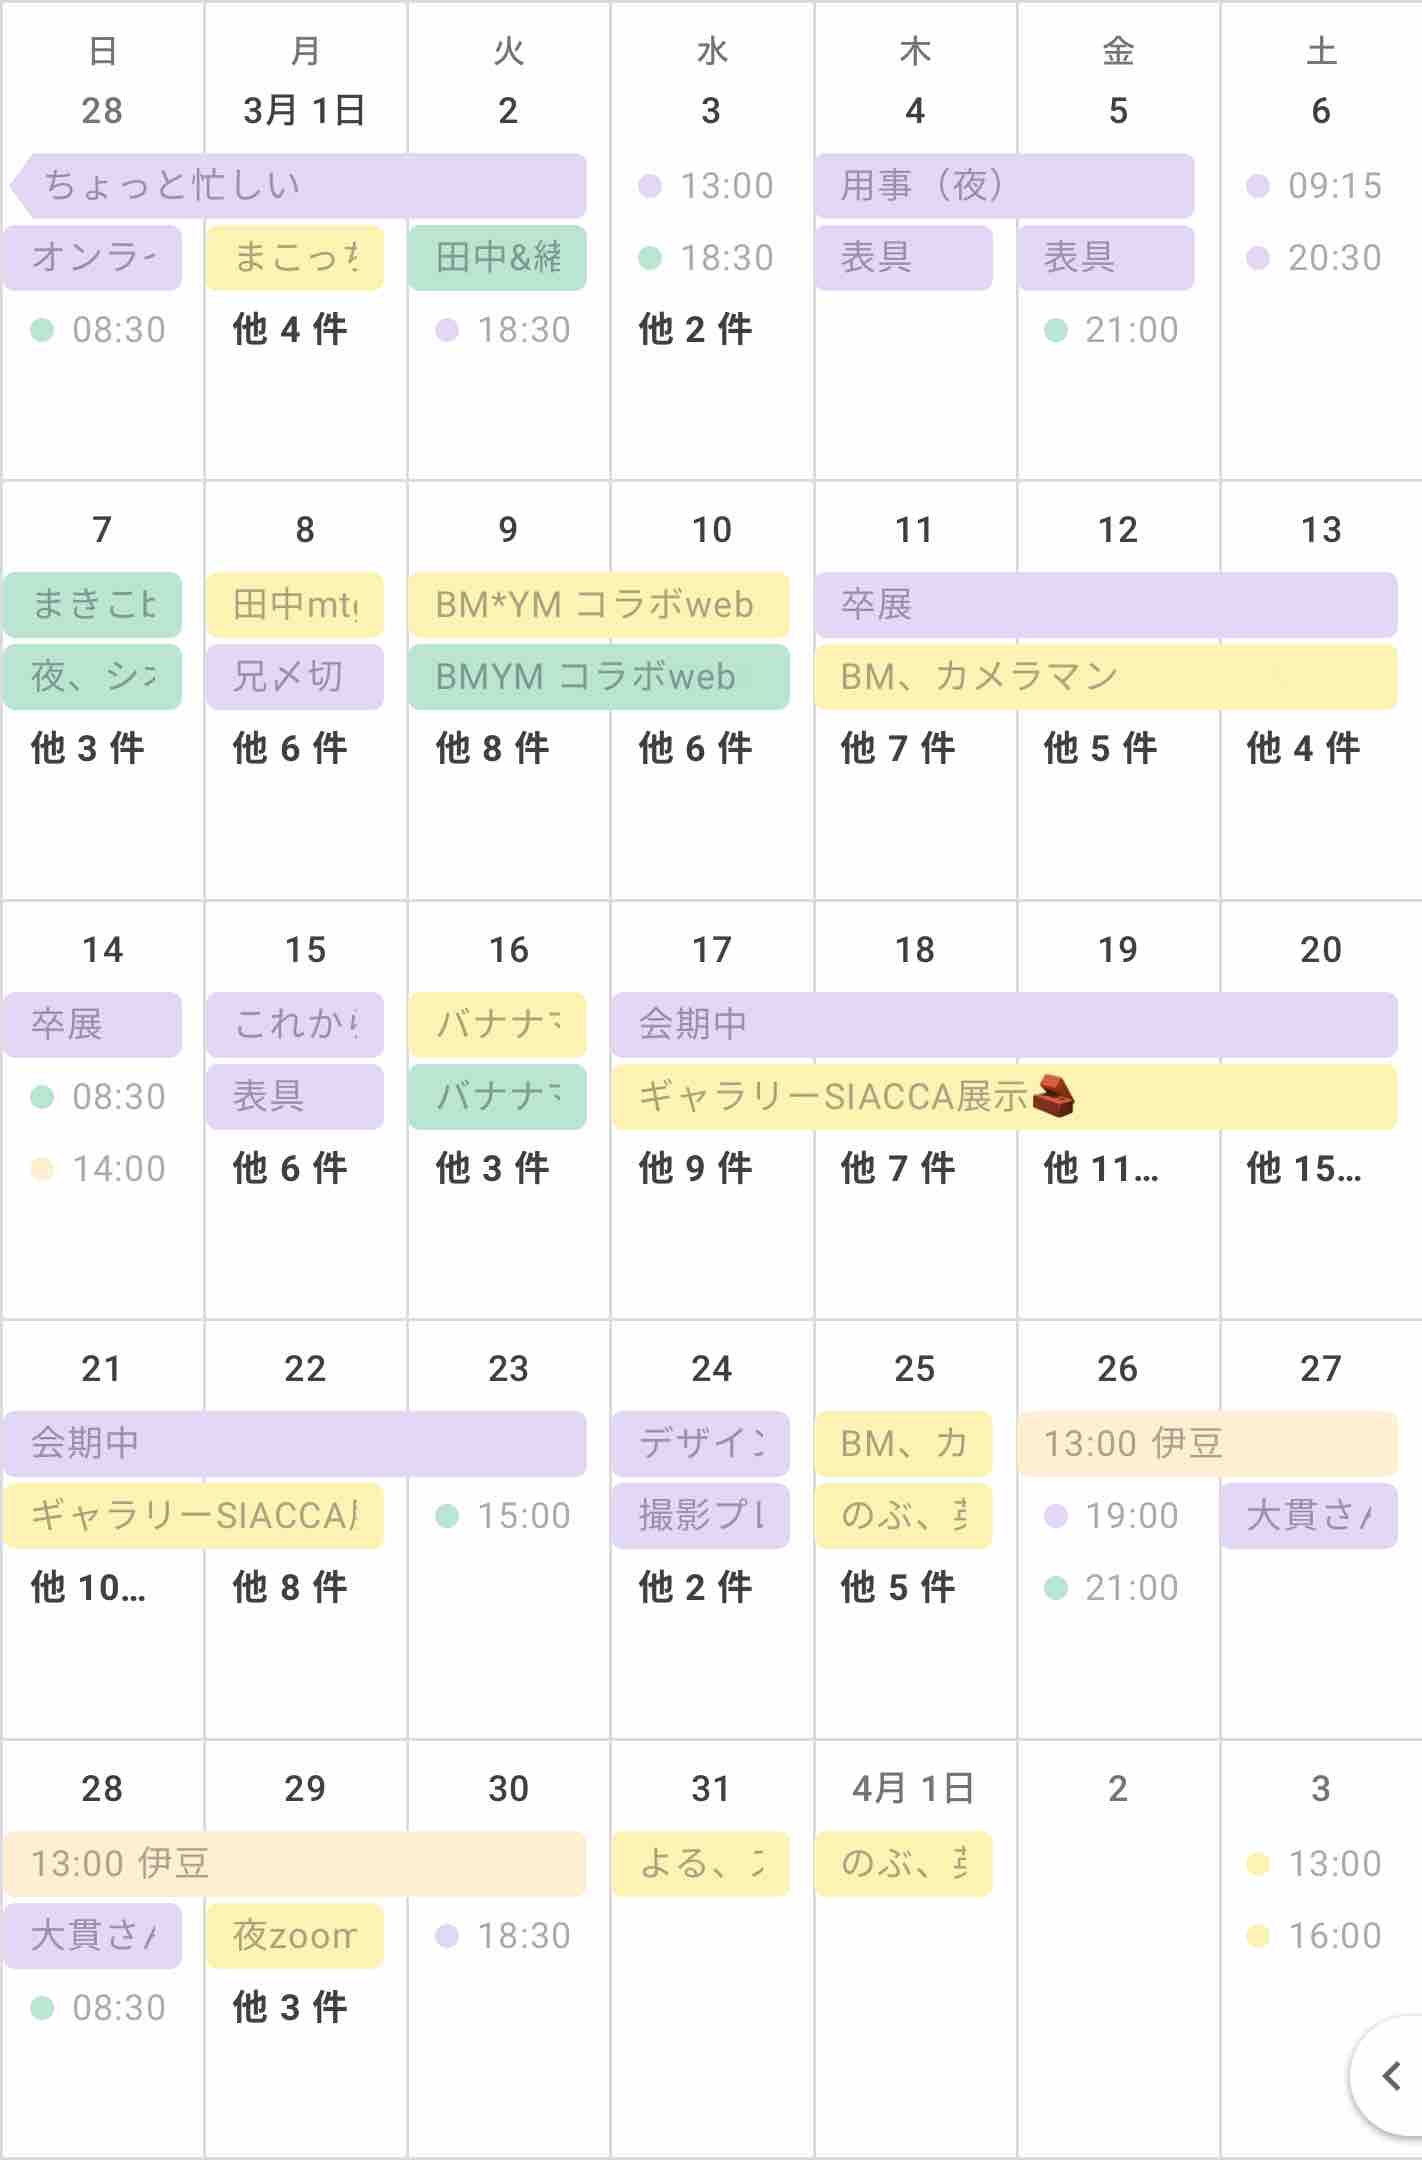 日 月 火 水 木 金 土
28 3月 1日 2 3 4 5 6
ちょっと忙しい 13:00 用事（夜） 09:15
オンラ まこっ 田中& 18:30 表具 表具 20:30
08:30 他 4 件 18:30 他 2 件 21:00
7 8 9 10 11 12 13
まきこb 田中mt BM*YM コラボweb 卒展
夜、シ 兄〆切 BMYM コラボweb BM、カメラマン
他 3 件 他 6 件 他 8 件 他 6 件 他 7 件 他 5 件 他 4 件
14 15 16 17 18 19 20
卒展 これから バナナ 会期中
08:30 表具 バナナ ギャラリーSIACCA展示
14:00 他 6 件 他 3 件 他 9 件 他 7 件 他 11... 他 15...
21 22 23 24 25 26 27
会期中 デザイン BM、カ 13:00 伊豆
ギャラリーSIACCA 15:00 撮影プレ のぶ、 19:00 大貫さん
他 10... 他 8 件 他 2 件 他 5 件 21:00
28 29 30 31 4月 1日 2 3
13:00 伊豆 よる、 のぶ、 13:00
大貫さん 夜zoom 18:30 16:00
08:30 他 3 件